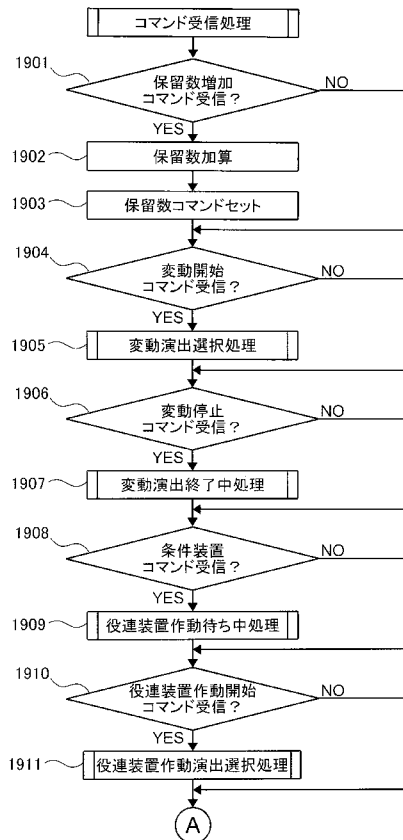 コマンド受信処理
1901
保留数増加
コマンド受信？
NO
YES
1902
保留数加算
1903
保留数コマンドセット
1904
変動開始
コマンド受信？
NO
YES
1905
変動演出選択処理
1906
変動停止
コマンド受信？
NO
YES
1907
変動演出終了中処理
1908
条件装置
コマンド受信？
NO
YES
1909
役連装置作動待ち中処理
1910
役連装置作動開始
コマンド受信？
NO
YES
1911
役連装置作動演出選択処理
A